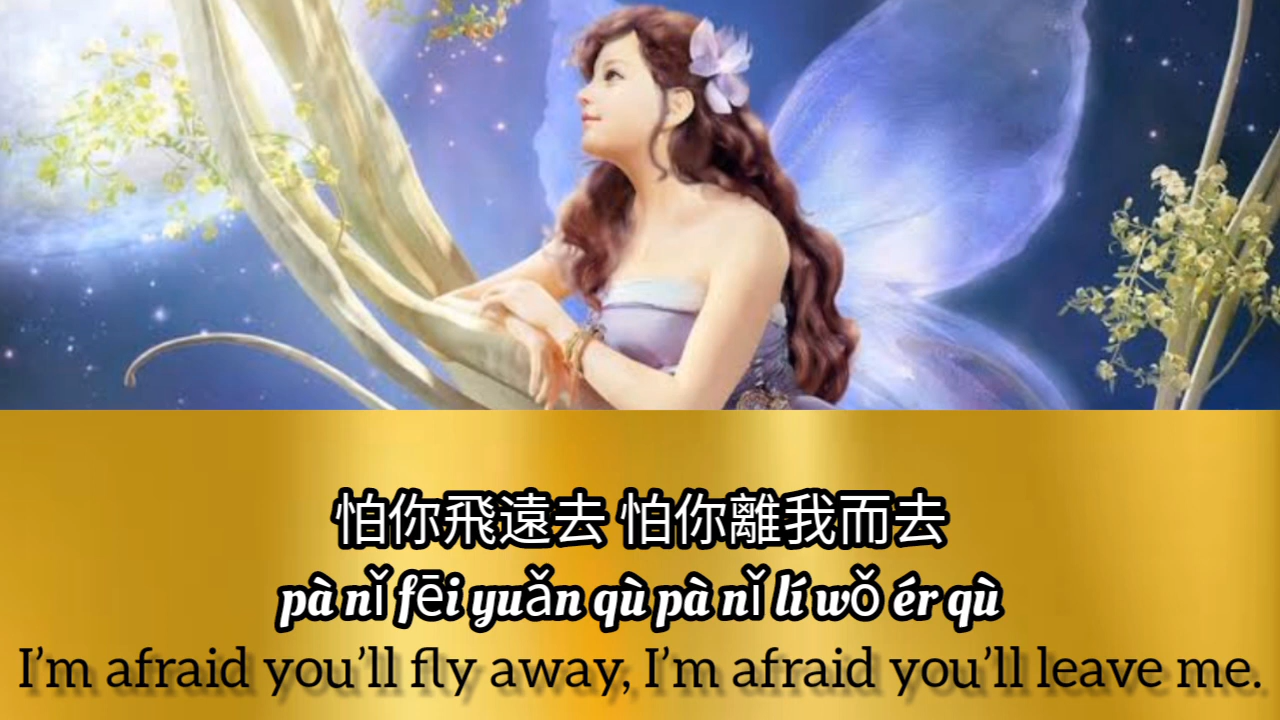 怕你飛遠去 怕你離我而去
pà nǐ fēi yuǎn qù pà nǐ lí wǒ ér qù
I’m afraid you’ll fly away, I’m afraid you’ll leave me.